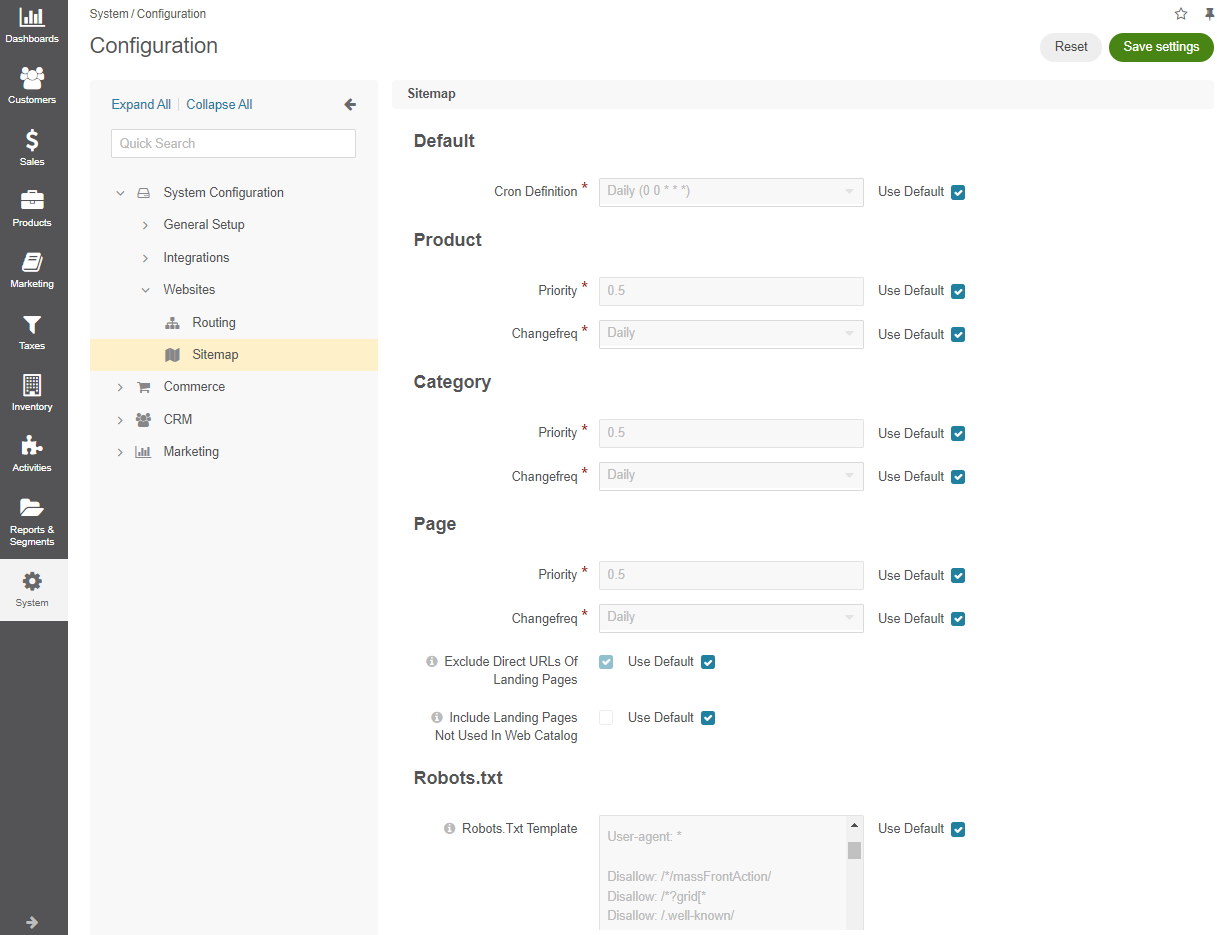 Dashboards
Customers
Sales
Products
Marketing
Taxes
Inventory
Activities
Reports &
Segments
System
System / Configuration
Configuration
Reset
Save settings
Expand All | Collapse All
Quick Search
System Configuration
General Setup
Integrations
Websites
Routing
Sitemap
Commerce
CRM
Marketing
Sitemap
Default
Cron Definition * Daily (0 0 * * *) Use Default
Product
Priority * 0.5 Use Default
Changefreq * Daily Use Default
Category
Priority * 0.5 Use Default
Changefreq * Daily Use Default
Page
Priority * 0.5 Use Default
Changefreq * Daily Use Default
Exclude Direct URLs Of Use Default
Landing Pages
Include Landing Pages Use Default
Not Used In Web Catalog
Robots.txt
Robots.Txt Template Use Default
User-agent: *
Disallow: /*/massFrontAction/
Disallow: /*?grid[*
Disallow: /.well-known/